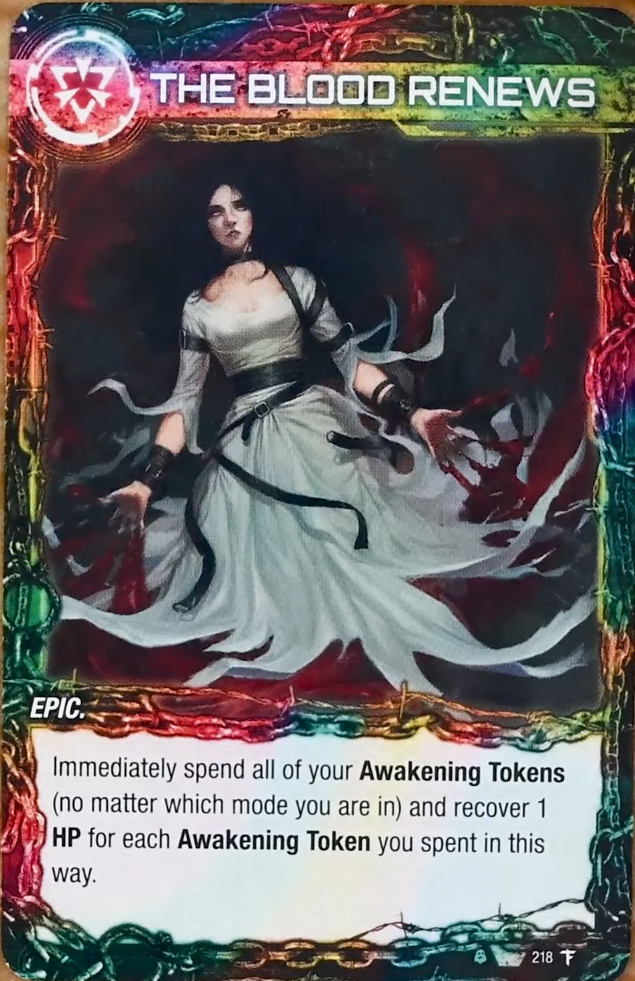 THE BLOOD RENEWS
EPIC.
Immediately spend all of your Awakening Tokens
(no matter which mode you are in) and recover 1
HP for each Awakening Token you spent in this
way.
218